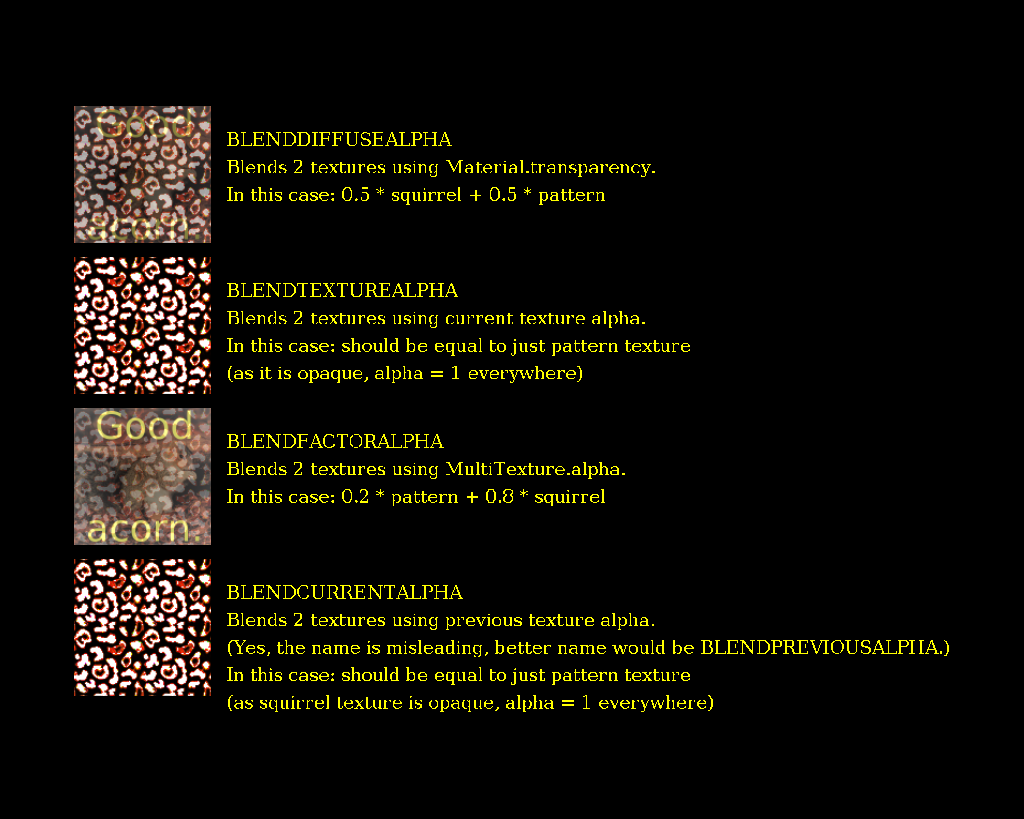 Good
acorn.
BLENDDIFFUSEALPHA
Blends 2 textures using Material.transparency.
In this case: 0.5 * squirrel + 0.5 * pattern
BLENDTEXTUREALPHA
Blends 2 textures using current texture alpha.
In this case: should be equal to just pattern texture
(as it is opaque, alpha = 1 everywhere)
Good
acorn.
BLENDFACTORALPHA
Blends 2 textures using MultiTexture.alpha.
In this case: 0.2 * pattern + 0.8 * squirrel
BLENDCURRENTALPHA
Blends 2 textures using previous texture alpha.
(Yes, the name is misleading, better name would be BLENDPREVIOUSALPHA.)
In this case: should be equal to just pattern texture
(as squirrel texture is opaque, alpha = 1 everywhere)